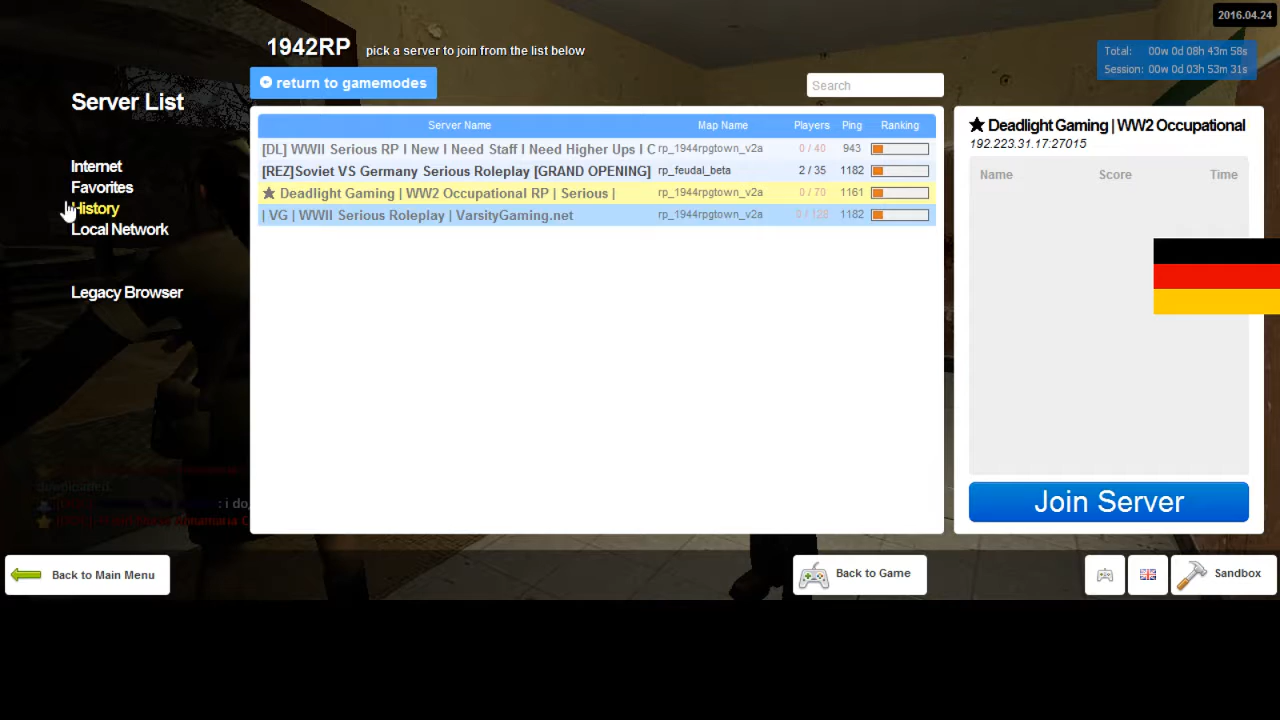 2016.04.24
1942RP pick a server to join from the list below
Total: 00w 0d 08h 43m 58s
Session: 00w 0d 03h 53m 31s
return to gamemodes
Search
Server List
Internet
Favorites
History
Local Network
Legacy Browser
Server Name Map Name Players Ping Ranking
[DL] WWII Serious RP I New I Need Staff I Need Higher Ups I C rp_1944rpgtown_v2a 0 / 40 943
[REZ]Soviet VS Germany Serious Roleplay [GRAND OPENING] rp_feudal_beta 2 / 35 1182
Deadlight Gaming | WW2 Occupational RP | Serious | rp_1944rpgtown_v2a 0 / 70 1161
| VG | WWII Serious Roleplay | VarsityGaming.net rp_1944rpgtown_v2a 0 / 128 1182
Deadlight Gaming | WW2 Occupational
192.223.31.17:27015
Name Score Time
Join Server
: i do,
Back to Main Menu
Back to Game
Sandbox